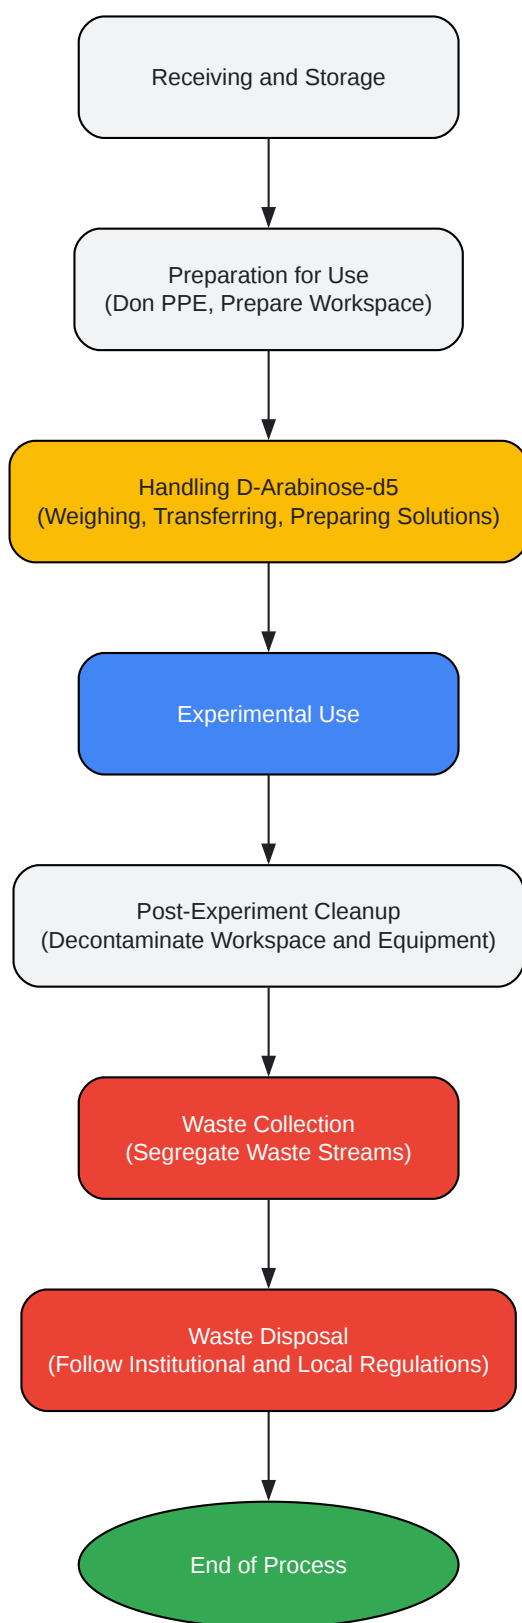 Receiving and Storage
Preparation for Use
(Don PPE, Prepare Workspace)
Handling D-Arabinose-d5
(Weighing, Transferring, Preparing Solutions)
Experimental Use
Post-Experiment Cleanup
(Decontaminate Workspace and Equipment)
Waste Collection
(Segregate Waste Streams)
Waste Disposal
(Follow Institutional and Local Regulations)
End of Process